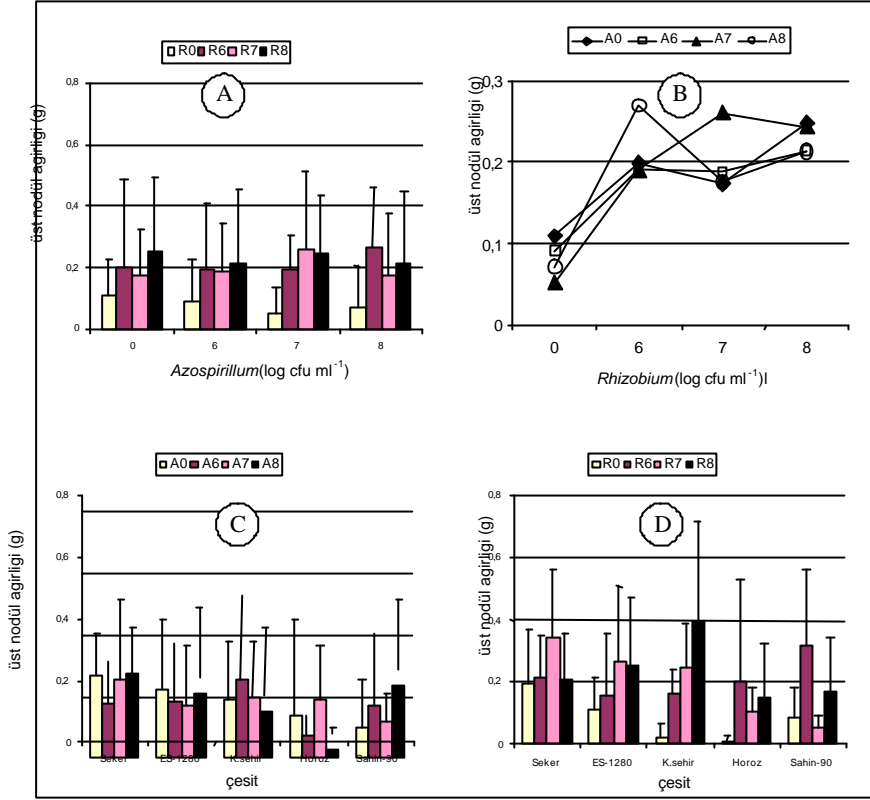 R0 R6 R7 R8
A
üst nodül agirligi (g)
0,8
0,6
0,4
0,2
0
0 6 7 8
Azospirillum(log cfu ml-1)
A0 A6 A7 A8
B
üst nodül agirligi (g)
0,3
0,2
0,1
0
0 6 7 8
Rhizobium(log cfu ml-1)l
A0 A6 A7 A8
C
üst nodül agirligi (g)
0,8
0,6
0,4
0,2
0
Seker ES-1280 K.sehir Horoz Sahin-90
çesit
R0 R6 R7 R8
D
üst nodül agirligi (g)
0,8
0,6
0,4
0,2
0
Seker ES-1280 K.sehir Horoz Sahin-90
çesit